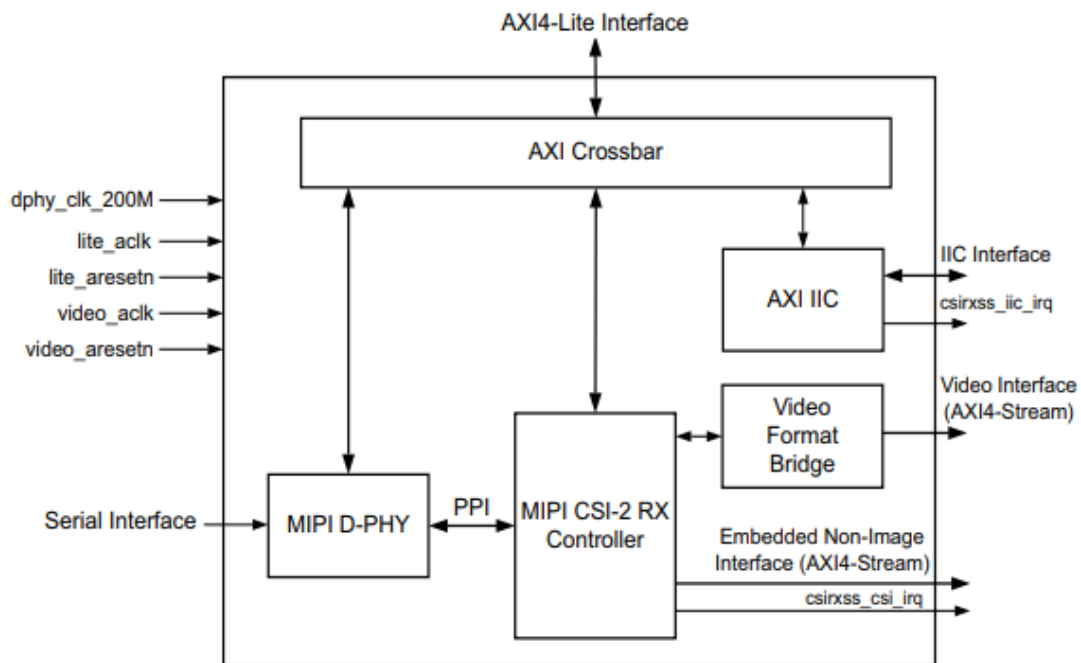 AXI4-Lite Interface
AXI Crossbar
dphy_clk_200M
lite_aclk
lite_aresetn
video_aclk
video_aresetn
IIC Interface
AXI IIC
csirxss_iic_irq
Video Interface
(AXI4-Stream)
Video
Format
Bridge
Serial Interface
MIPI D-PHY
PPI
MIPI CSI-2 RX
Controller
Embedded Non-Image
Interface (AXI4-Stream)
csirxss_csi_irq